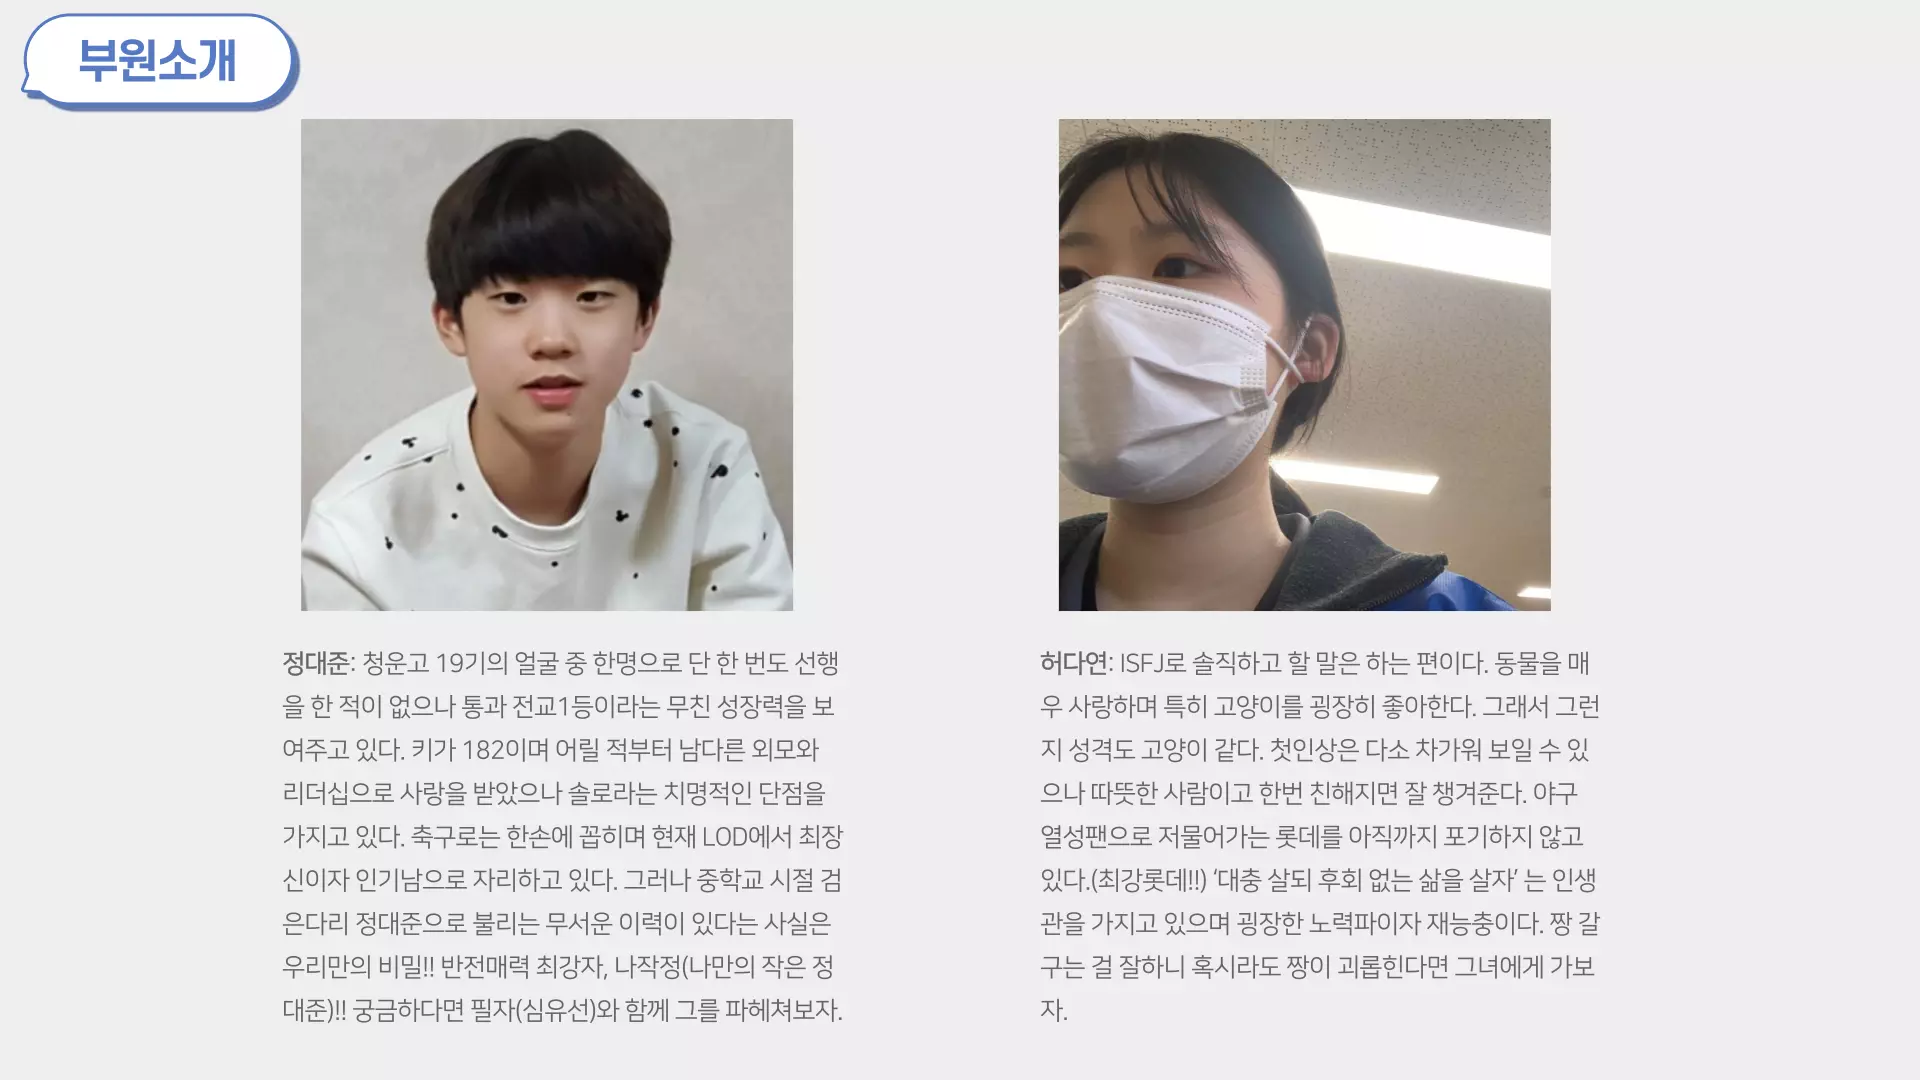 부원소개
정대준: 청운고 19기의 얼굴 중 한명으로 단 한 번도 선행
을 한 적이 없으나 통과 전교1등이라는 무친 성장력을 보
여주고 있다. 키가 182이며 어릴 적부터 남다른 외모와
리더십으로 사랑을 받았으나 솔로라는 치명적인 단점을
가지고 있다. 축구로는 한손에 꼽히며 현재 LOD에서 최장
신이자 인기남으로 자리하고 있다. 그러나 중학교 시절 검
은다리 정대준으로 불리는 무서운 이력이 있다는 사실은
우리만의 비밀!! 반전매력 최강자, 나작정(나만의 작은 정
대준)!! 궁금하다면 필자(심유선)와 함께 그를 파헤쳐보자.
허다연: ISFJ로 솔직하고 할 말은 하는 편이다. 동물을 매
우 사랑하며 특히 고양이를 굉장히 좋아한다. 그래서 그런
지 성격도 고양이 같다. 첫인상은 다소 차가워 보일 수 있
으나 따뜻한 사람이고 한번 친해지면 잘 챙겨준다. 야구
열성팬으로 저물어가는 롯데를 아직까지 포기하지 않고
있다.(최강롯데!!) ‘대충 살되 후회 없는 삶을 살자’ 는 인생
관을 가지고 있으며 굉장한 노력파이자 재능충이다. 짱 갈
구는 걸 잘하니 혹시라도 짱이 괴롭힌다면 그녀에게 가보
자.